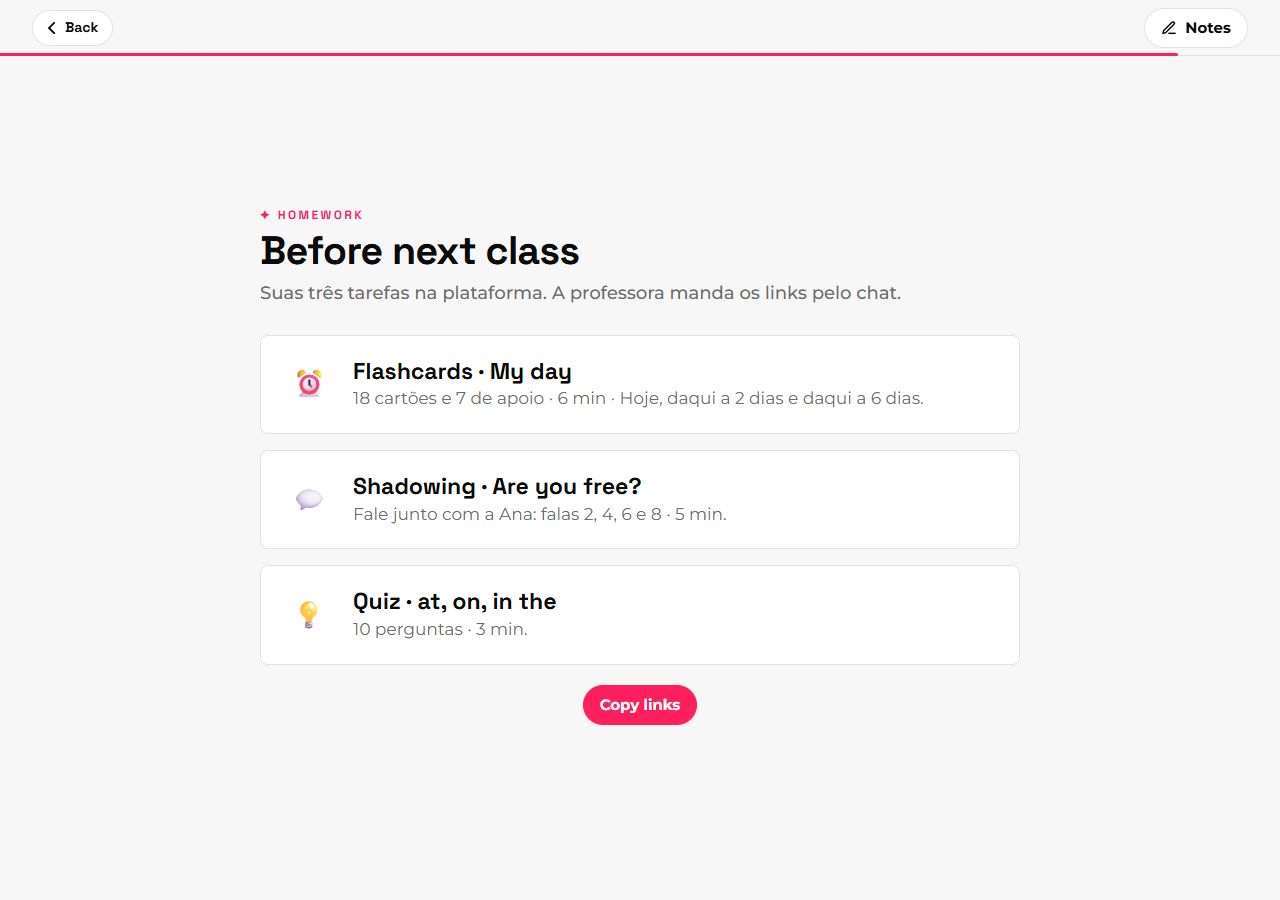 Back
Notes
HOMEWORK
Before next class
Suas três tarefas na plataforma. A professora manda os links pelo chat.
Flashcards · My day
18 cartões e 7 de apoio · 6 min · Hoje, daqui a 2 dias e daqui a 6 dias.
Shadowing · Are you free?
Fale junto com a Ana: falas 2, 4, 6 e 8 · 5 min.
Quiz · at, on, in the
10 perguntas · 3 min.
Copy links